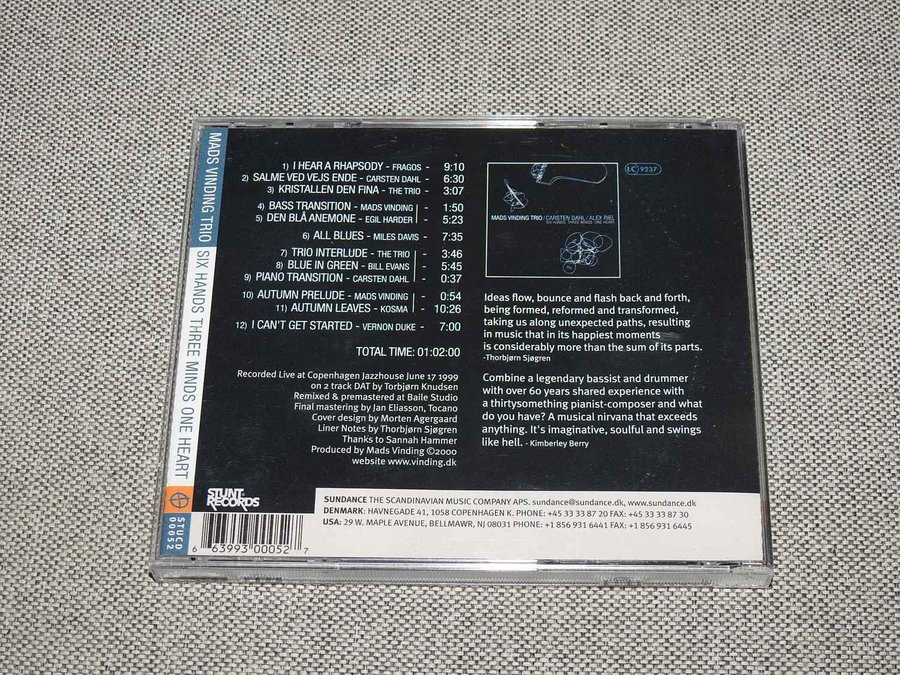 MADS VINDING TRIO SIX HANDS THREE MINDS ONE HEART
STUCD
00052
1) I HEAR A RHAPSODY - FRAGOS - 9:10
2) SALME VED VEJS ENDE - CARSTEN DAHL - 6:30
3) KRISTALLEN DEN FINA - THE TRIO - 3:07
4) BASS TRANSITION - MADS VINDING - 1:50
5) DEN BLÅ ANEMONE - EGIL HARDER - 5:23
6) ALL BLUES - MILES DAVIS - 7:35
7) TRIO INTERLUDE - THE TRIO - 3:46
8) BLUE IN GREEN - BILL EVANS - 5:45
9) PIANO TRANSITION - CARSTEN DAHL - 0:37
10) AUTUMN PRELUDE - MADS VINDING - 0:54
11) AUTUMN LEAVES - KOSMA - 10:26
12) I CAN'T GET STARTED - VERNON DUKE - 7:00
TOTAL TIME: 01:02:00
Recorded Live at Copenhagen Jazzhouse June 17 1999
on 2 track DAT by Torbjørn Knudsen
Remixed & premastered at Baile Studio
Final mastering by Jan Eliasson, Tocano
Cover design by Morten Agergaard
Liner Notes by Thorbjørn Sjøgren
Thanks to Sannah Hammer
Produced by Mads Vinding ©2000
website www.vinding.dk
LC 9237
MADS VINDING TRIO / CARSTEN DAHL / ALEX RIEL
SIX HANDS THREE MINDS ONE HEART
Ideas flow, bounce and flash back and forth,
being formed, reformed and transformed,
taking us along unexpected paths, resulting
in music that in its happiest moments
is considerably more than the sum of its parts.
-Thorbjørn Sjøgren
Combine a legendary bassist and drummer
with over 60 years shared experience with
a thirtysomething pianist-composer and what
do you have? A musical nirvana that exceeds
anything. It's imaginative, soulful and swings
like hell. - Kimberley Berry
STUNT
RECORDS
6 63993 00052 7
SUNDANCE THE SCANDINAVIAN MUSIC COMPANY APS. sundance@sundance.dk, www.sundance.dk
DENMARK: HAVNEGADE 41, 1058 COPENHAGEN K. PHONE: +45 33 33 87 20 FAX: +45 33 33 87 30
USA: 29 W. MAPLE AVENUE, BELLMAWR, NJ 08031 PHONE: +1 856 931 6441 FAX: +1 856 931 6445